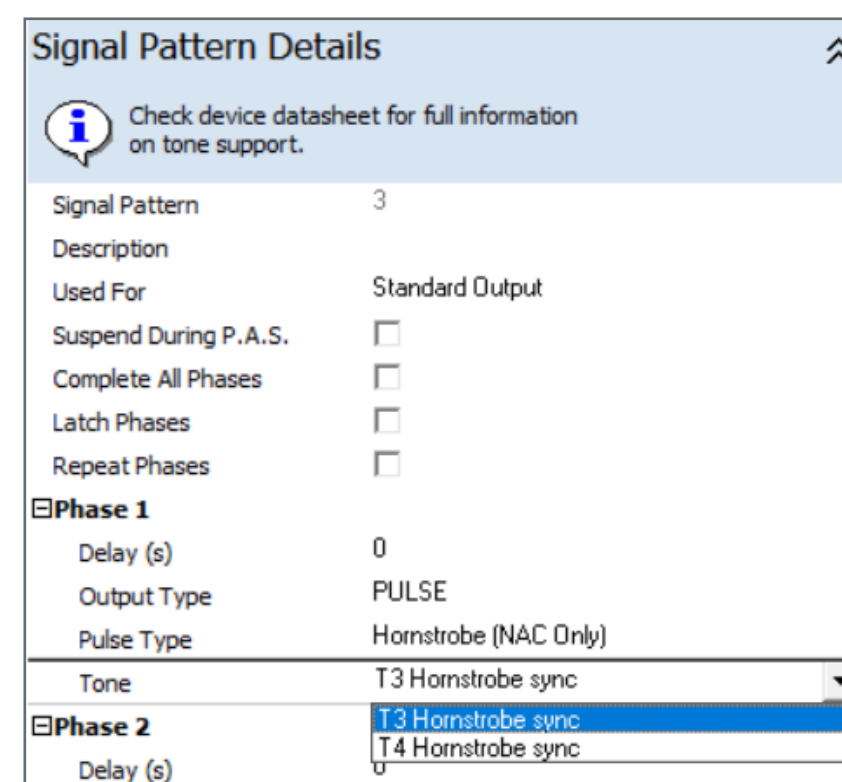 Signal Pattern Details
Check device datasheet for full information
on tone support.
Signal Pattern 3
Description
Used For Standard Output
Suspend During P.A.S.
Complete All Phases
Latch Phases
Repeat Phases
Phase 1
Delay (s) 0
Output Type PULSE
Pulse Type Hornstrobe (NAC Only)
Tone T3 Hornstrobe sync
T3 Hornstrobe sync
Phase 2
T4 Hornstrobe sync
Delay (s) 0